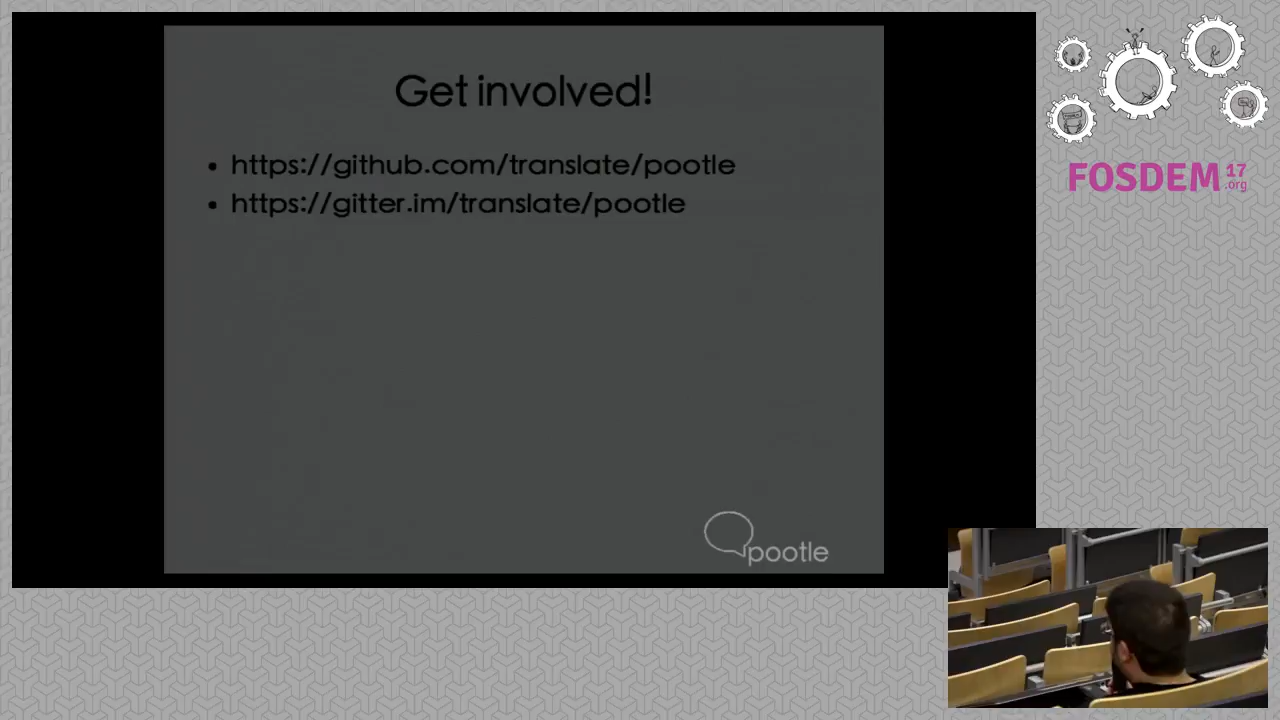 Get involved!
• https://github.com/translate/pootle
• https://gitter.im/translate/pootle
pootle
FOSDEM 17
.org